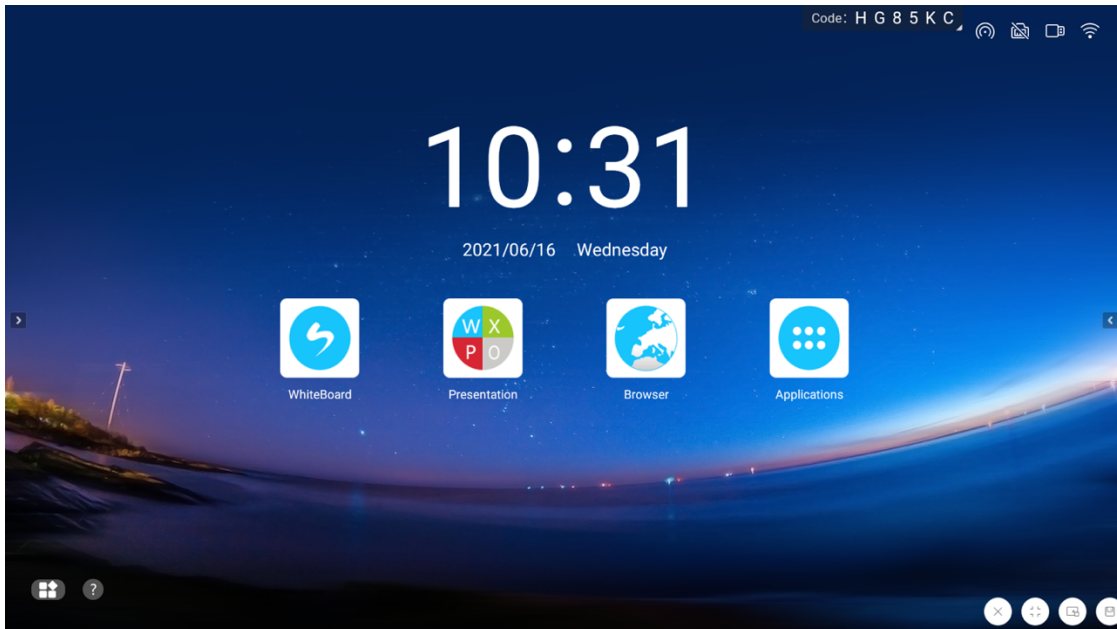 Code: H G 8 5 K C
10:31
2021/06/16 Wednesday
W X
P O
WhiteBoard Presentation Browser Applications
?